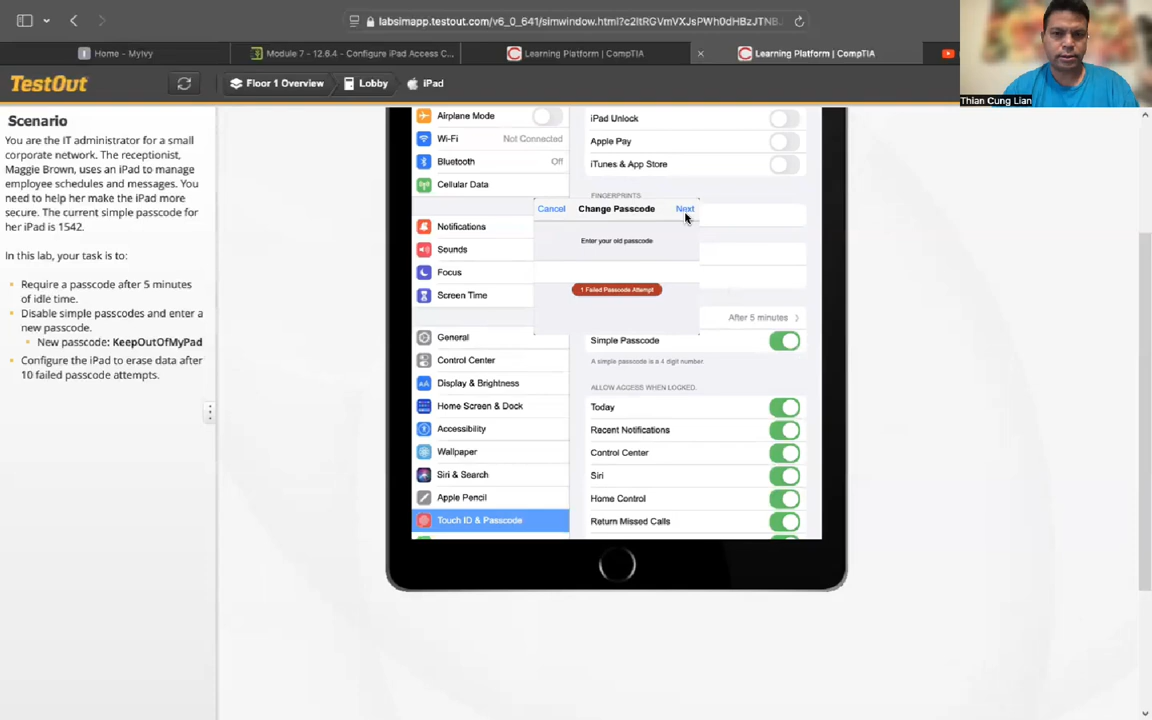 labsimapp.testout.com/v6_0_641/simwindow.html?c2ltRGVmVXJsPWh0dHBzJTNB
Home - MyIvy
Module 7 - 12.6.4 - Configure iPad Access C...
Learning Platform | CompTIA
Learning Platform | CompTIA
TestOut
Floor 1 Overview
Lobby
iPad
Thian Cung Lian
Scenario
You are the IT administrator for a small
corporate network. The receptionist,
Maggie Brown, uses an iPad to manage
employee schedules and messages. You
need to help her make the iPad more
secure. The current simple passcode for
her iPad is 1542.
In this lab, your task is to:
Require a passcode after 5 minutes
of idle time.
Disable simple passcodes and enter a
new passcode.
New passcode: KeepOutOfMyPad
Configure the iPad to erase data after
10 failed passcode attempts.
Airplane Mode
Wi-Fi Not Connected
Bluetooth Off
Cellular Data
Notifications
Sounds
Focus
Screen Time
General
Control Center
Display & Brightness
Home Screen & Dock
Accessibility
Wallpaper
Siri & Search
Apple Pencil
Touch ID & Passcode
iPad Unlock
Apple Pay
iTunes & App Store
FINGERPRINTS
Cancel Change Passcode Next
Enter your old passcode
1 Failed Passcode Attempt
After 5 minutes
Simple Passcode
A simple passcode is a 4 digit number.
ALLOW ACCESS WHEN LOCKED.
Today
Recent Notifications
Control Center
Siri
Home Control
Return Missed Calls